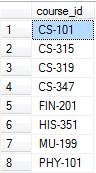 course_id
1 CS-101
2 CS-315
3 CS-319
4 CS-347
5 FIN-201
6 HIS-351
7 MU-199
8 PHY-101